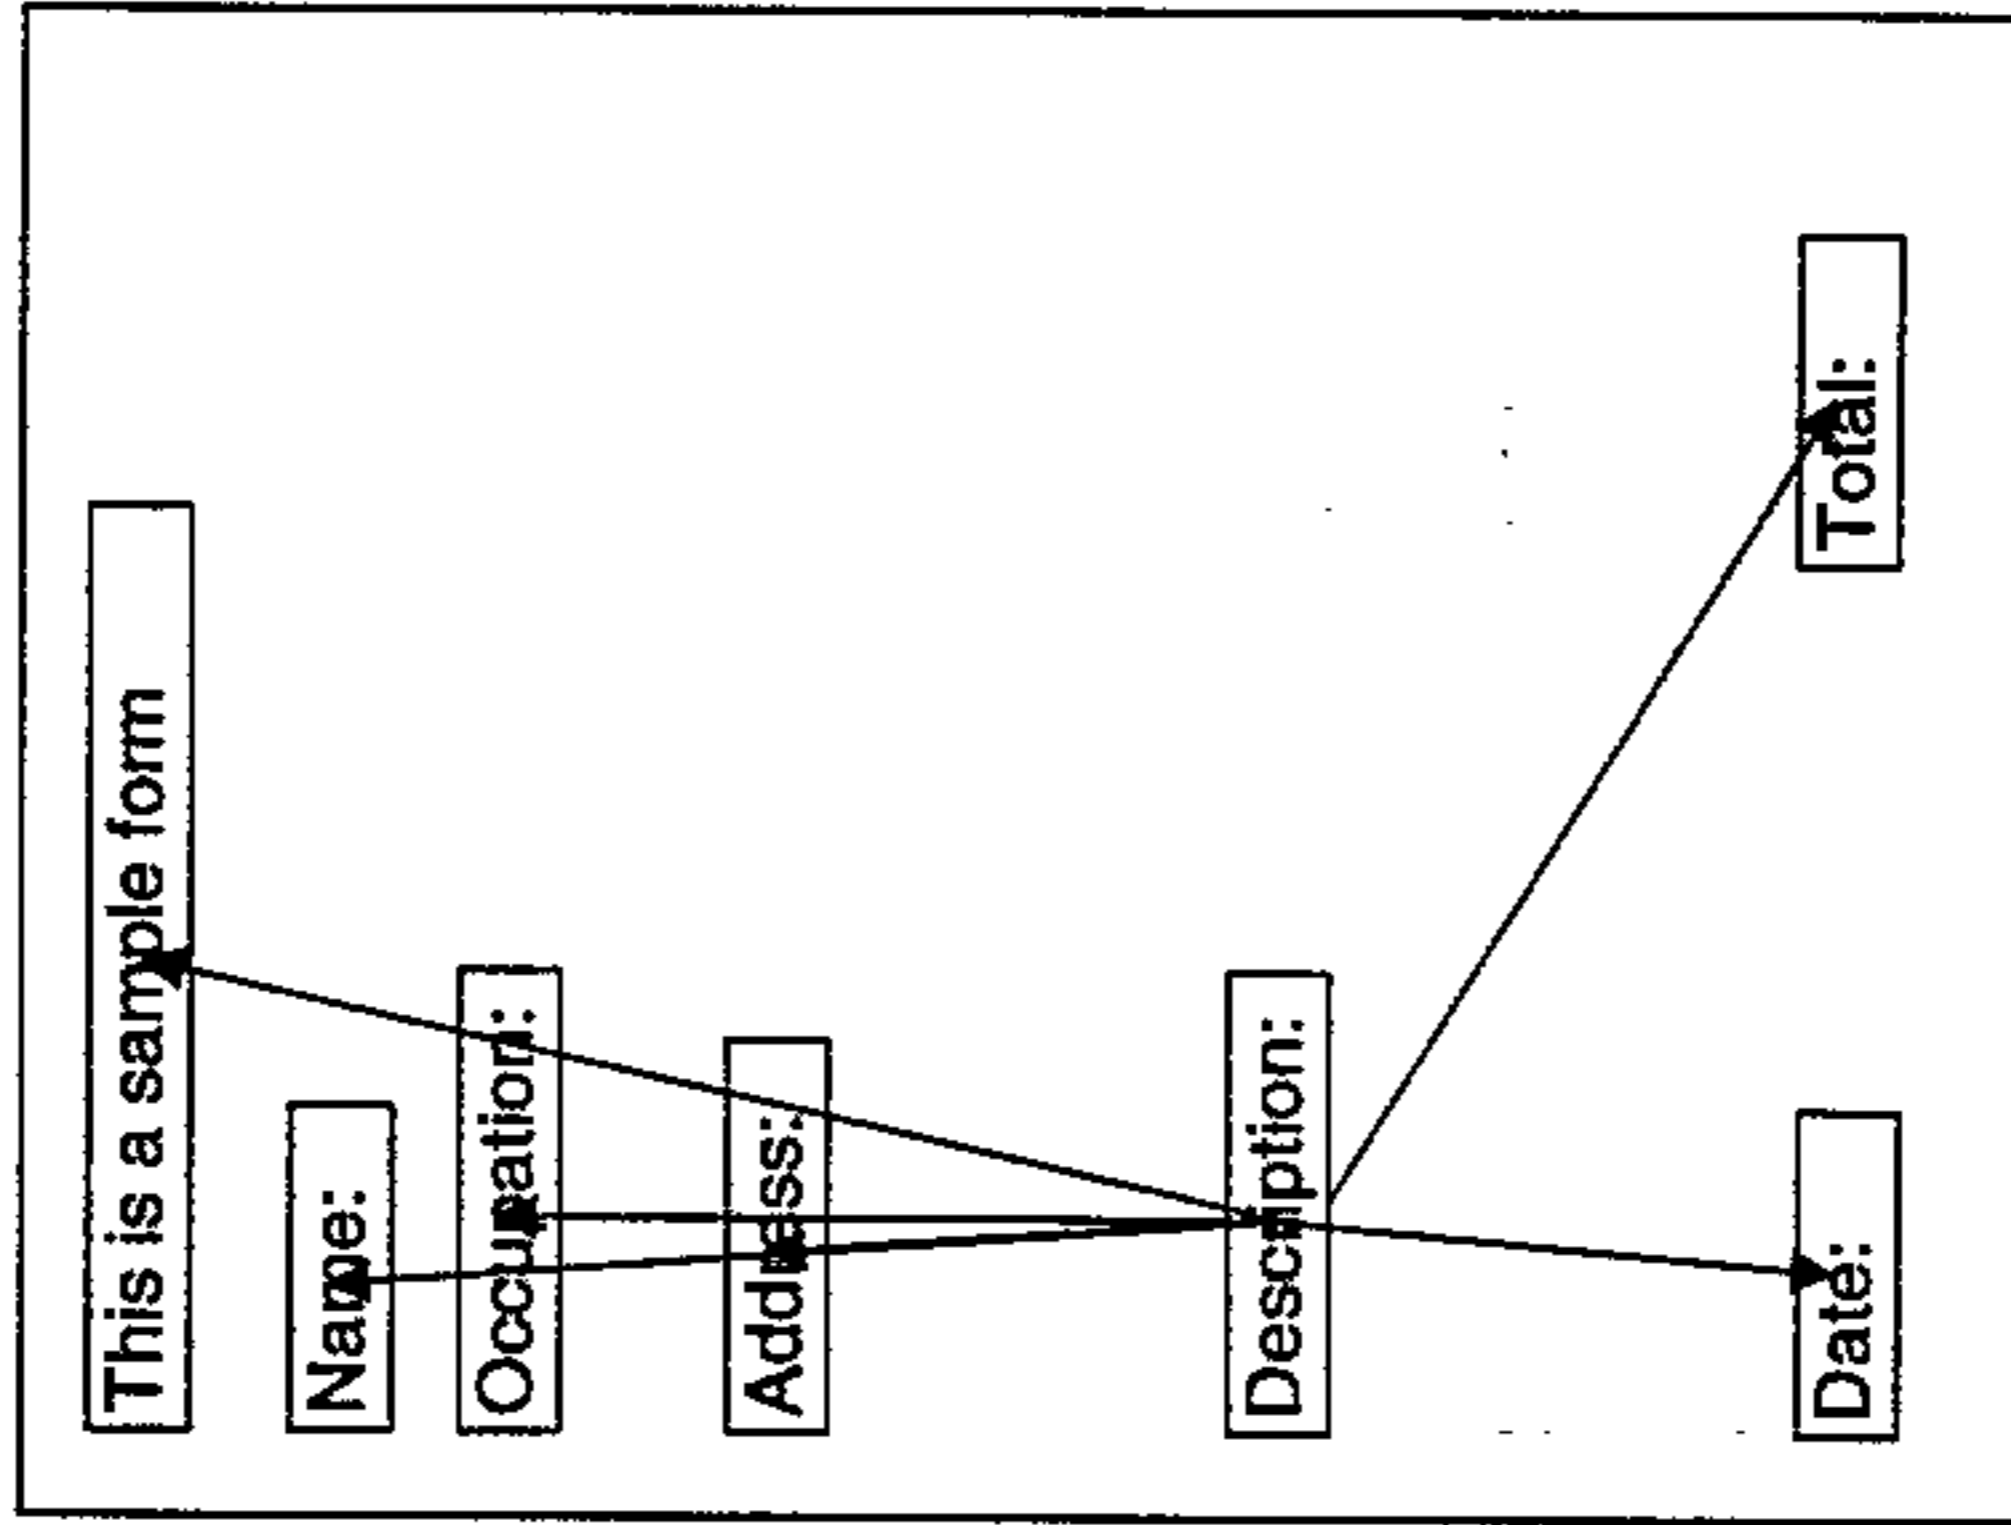 This is a sample form
Name:
Occupation:
Address:
Description:
Date:
Total: